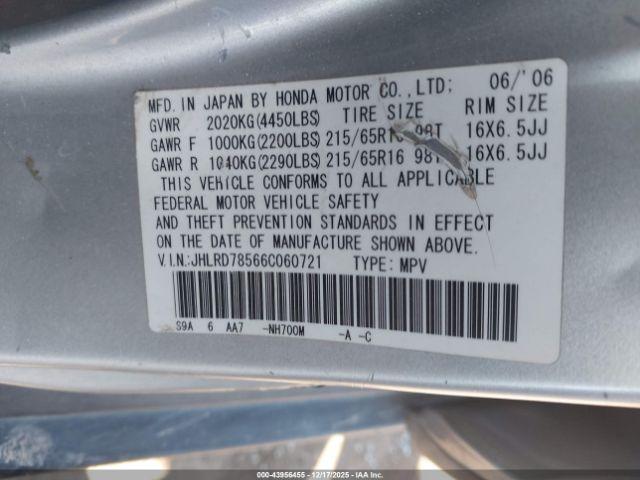 MFD. IN JAPAN BY HONDA MOTOR CO., LTD: 06/'06
GVWR 2020KG(4450LBS) TIRE SIZE RIM SIZE
GAWR F 1000KG(2200LBS) 215/65R16 98T 16X6.5JJ
GAWR R 1040KG(2290LBS) 215/65R16 98T 16X6.5JJ
THIS VEHICLE CONFORMS TO ALL APPLICABLE
FEDERAL MOTOR VEHICLE SAFETY
AND THEFT PREVENTION STANDARDS IN EFFECT
ON THE DATE OF MANUFACTURE SHOWN ABOVE.
V.I.N:JHLRD78566C060721 TYPE: MPV
S9A 6 AA7 -NH700M -A -C
000-43956455 - 12/17/2025 - IAA Inc.